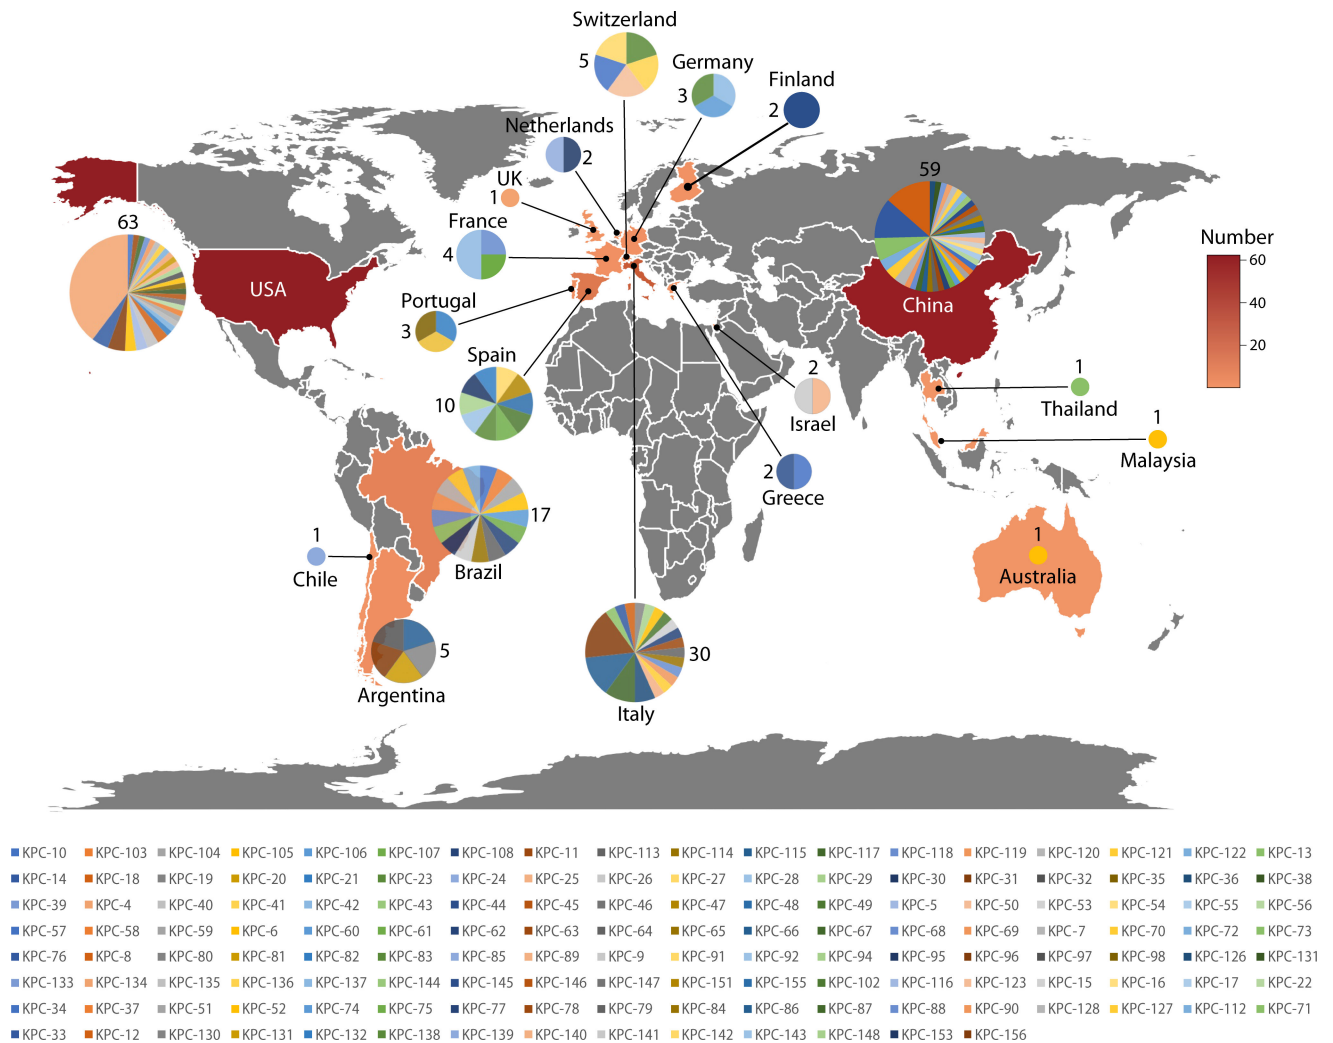 Switzerland
5
Germany
3
Finland
2
Netherlands
2
59
UK
1
63
France
4
Number
60
40
20
USA
China
Portugal
3
Spain
10
2
Israel
1
Thailand
1
Malaysia
2
Greece
17
Brazil
1
Chile
1
Australia
5
Argentina
30
Italy
KPC-10 KPC-103 KPC-104 KPC-105 KPC-106 KPC-107 KPC-108 KPC-11 KPC-113 KPC-114 KPC-115 KPC-117 KPC-118 KPC-119 KPC-120 KPC-121 KPC-122 KPC-13
KPC-14 KPC-18 KPC-19 KPC-20 KPC-21 KPC-23 KPC-24 KPC-25 KPC-26 KPC-27 KPC-28 KPC-29 KPC-30 KPC-31 KPC-32 KPC-35 KPC-36 KPC-38
KPC-39 KPC-4 KPC-40 KPC-41 KPC-42 KPC-43 KPC-44 KPC-45 KPC-46 KPC-47 KPC-48 KPC-49 KPC-5 KPC-50 KPC-53 KPC-54 KPC-55 KPC-56
KPC-57 KPC-58 KPC-59 KPC-6 KPC-60 KPC-61 KPC-62 KPC-63 KPC-64 KPC-65 KPC-66 KPC-67 KPC-68 KPC-69 KPC-7 KPC-70 KPC-72 KPC-73
KPC-76 KPC-8 KPC-80 KPC-81 KPC-82 KPC-83 KPC-85 KPC-89 KPC-9 KPC-91 KPC-92 KPC-94 KPC-95 KPC-96 KPC-97 KPC-98 KPC-126 KPC-131
KPC-133 KPC-134 KPC-135 KPC-136 KPC-137 KPC-144 KPC-145 KPC-146 KPC-147 KPC-151 KPC-155 KPC-102 KPC-116 KPC-123 KPC-15 KPC-16 KPC-17 KPC-22
KPC-34 KPC-37 KPC-51 KPC-52 KPC-74 KPC-75 KPC-77 KPC-78 KPC-79 KPC-84 KPC-86 KPC-87 KPC-88 KPC-90 KPC-128 KPC-127 KPC-112 KPC-71
KPC-33 KPC-12 KPC-130 KPC-131 KPC-132 KPC-138 KPC-139 KPC-140 KPC-141 KPC-142 KPC-143 KPC-148 KPC-153 KPC-156